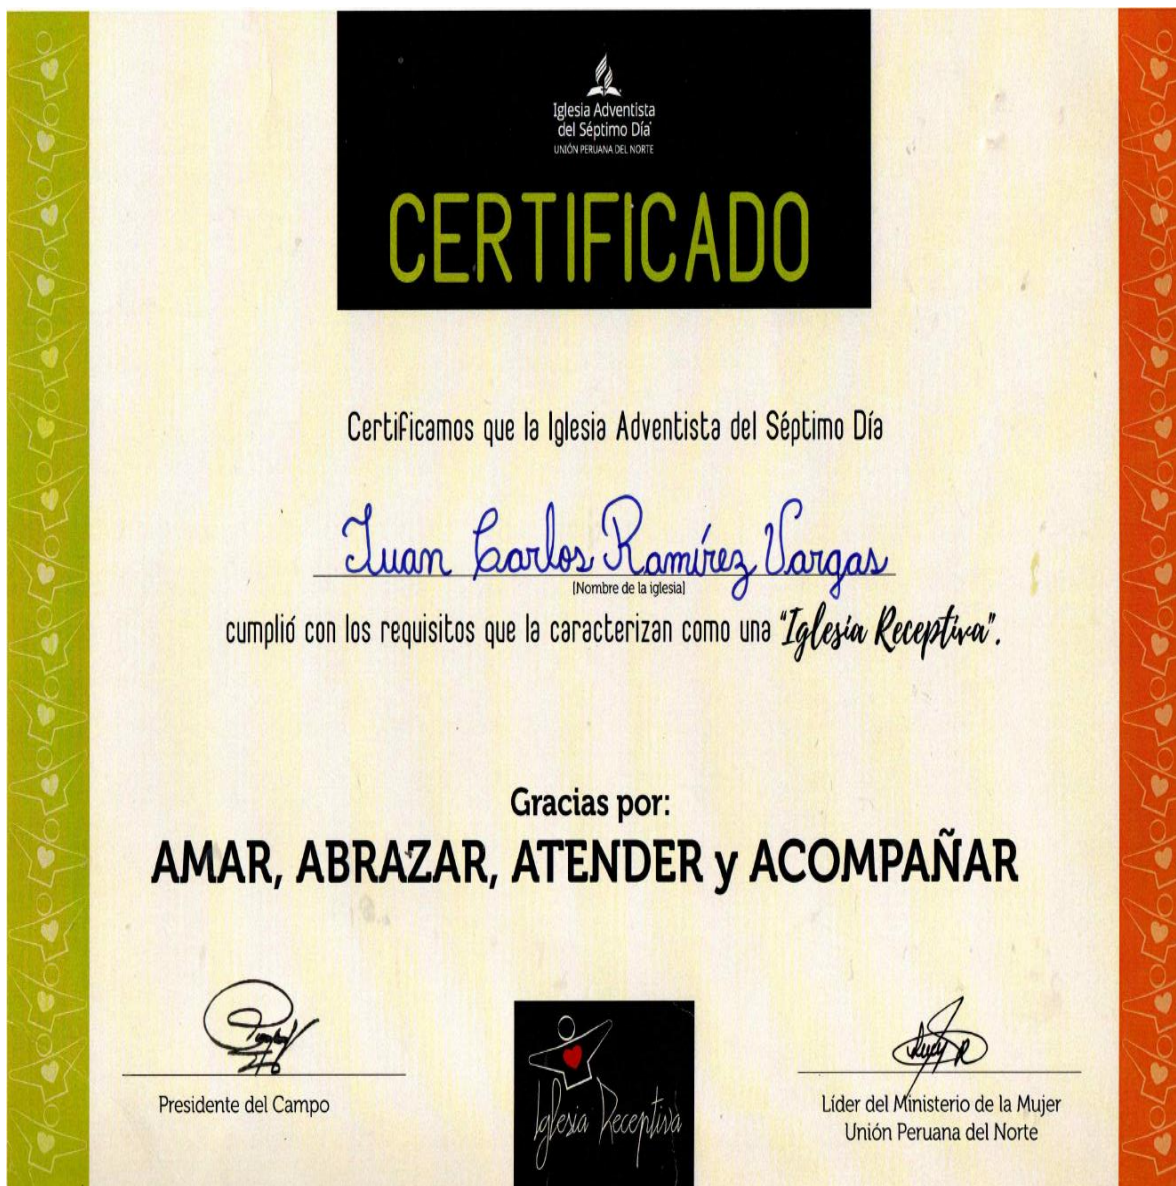 Iglesia Adventista
del Séptimo Día
UNIÓN PERUANA DEL NORTE
CERTIFICADO
Certificamos que la Iglesia Adventista del Séptimo Día
Juan Carlos Ramírez Vargas
[Nombre de la iglesia]
cumplió con los requisitos que la caracterizan como una "Iglesia Receptiva".
Gracias por:
AMAR, ABRAZAR, ATENDER y ACOMPAÑAR
Presidente del Campo
Iglesia Receptiva
Líder del Ministerio de la Mujer
Unión Peruana del Norte